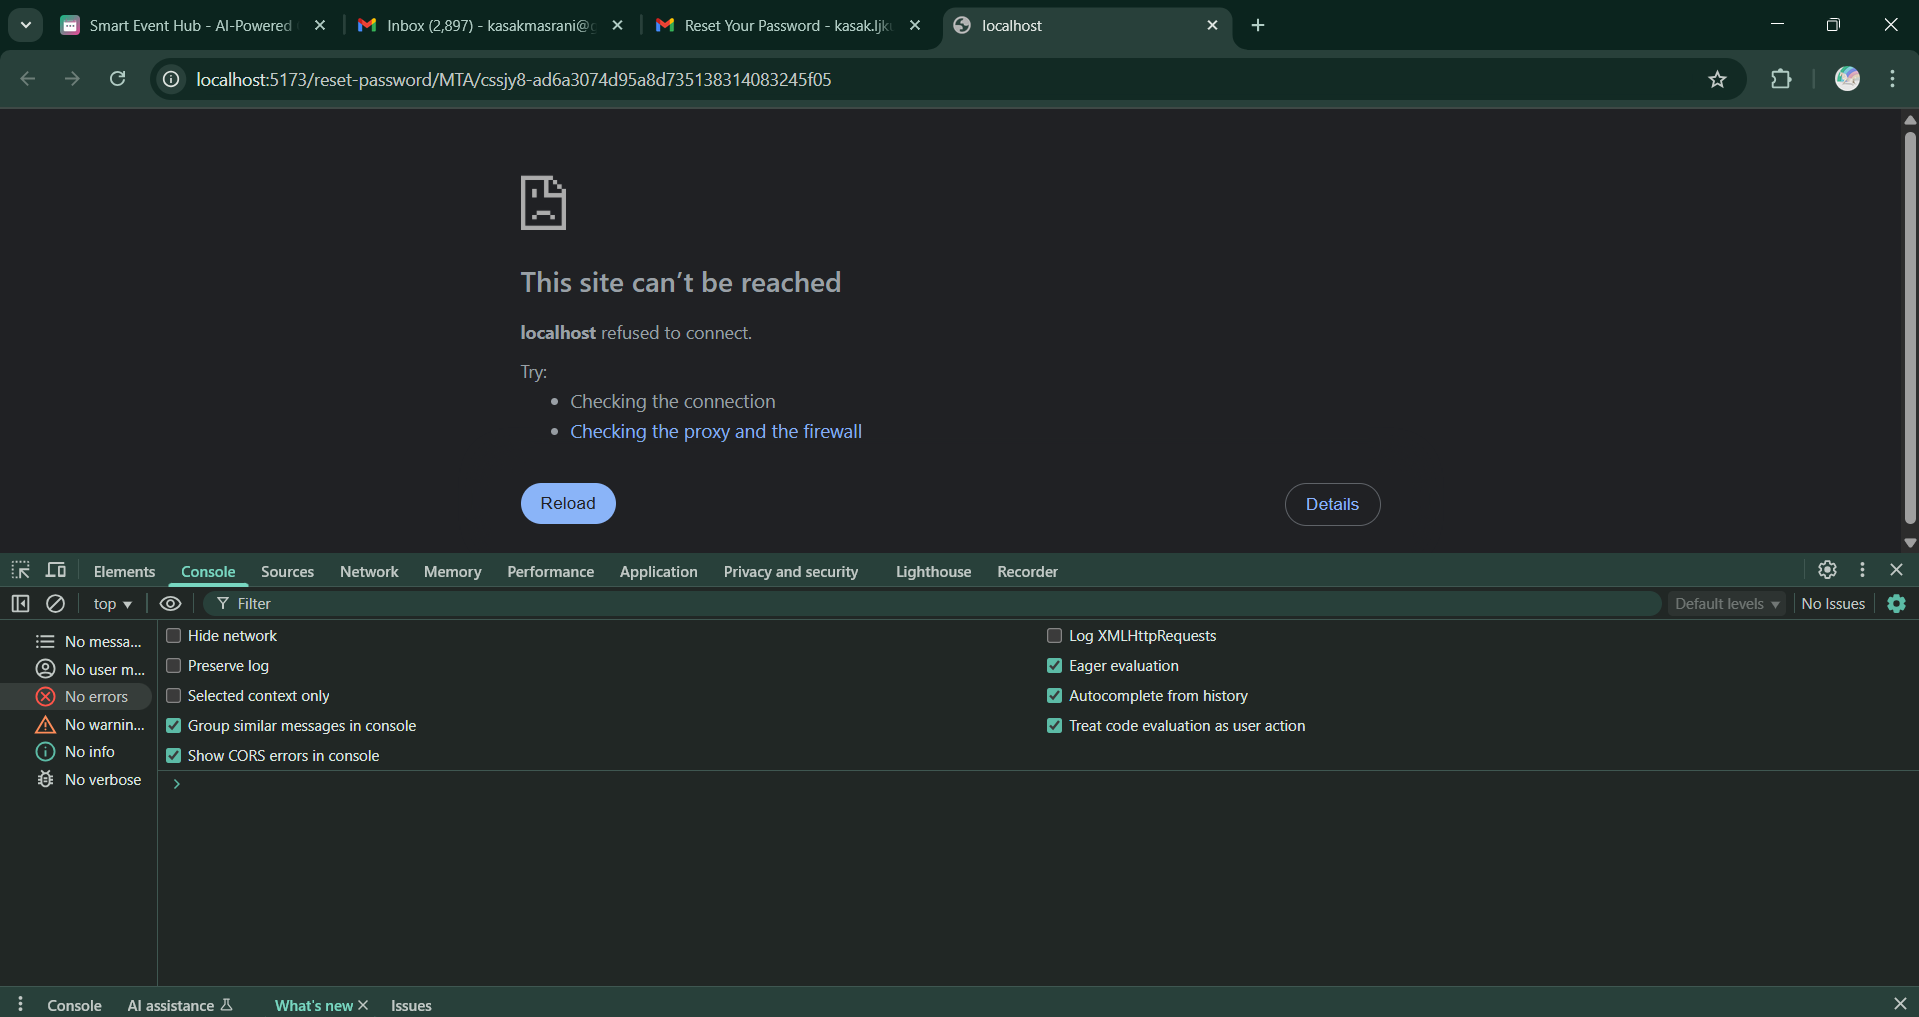 Smart Event Hub - AI-Powered
Inbox (2,897) - kasakmasrani@g
Reset Your Password - kasak.ljk
localhost
localhost:5173/reset-password/MTA/cssjy8-ad6a3074d95a8d735138314083245f05
This site can't be reached
localhost refused to connect.
Try:
• Checking the connection
• Checking the proxy and the firewall
Reload
Details
Elements
Console
Sources
Network
Memory
Performance
Application
Privacy and security
Lighthouse
Recorder
top
Filter
Default levels
No Issues
No messa...
No user m...
No errors
No warnin...
No info
No verbose
Hide network
Log XMLHttpRequests
Preserve log
Eager evaluation
Selected context only
Autocomplete from history
Group similar messages in console
Treat code evaluation as user action
Show CORS errors in console
Console
AI assistance
What's new
Issues